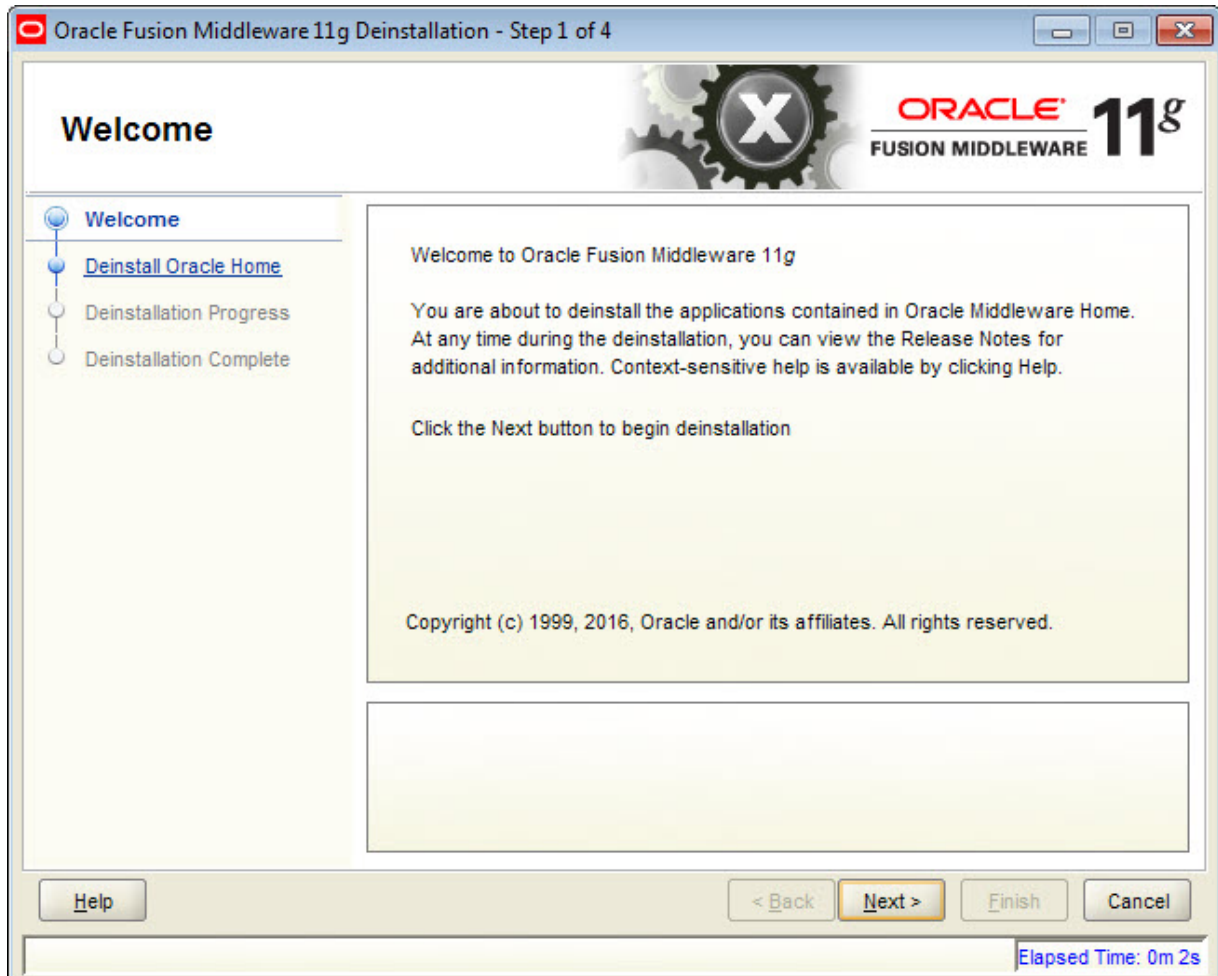 Oracle Fusion Middleware 11g Deinstallation - Step 1 of 4
Welcome
X
ORACLE
FUSION MIDDLEWARE
11g
Welcome
Deinstall Oracle Home
Deinstallation Progress
Deinstallation Complete
Welcome to Oracle Fusion Middleware 11g
You are about to deinstall the applications contained in Oracle Middleware Home.
At any time during the deinstallation, you can view the Release Notes for
additional information. Context-sensitive help is available by clicking Help.
Click the Next button to begin deinstallation
Copyright (c) 1999, 2016, Oracle and/or its affiliates. All rights reserved.
Help
< Back
Next >
Finish
Cancel
Elapsed Time: 0m 2s